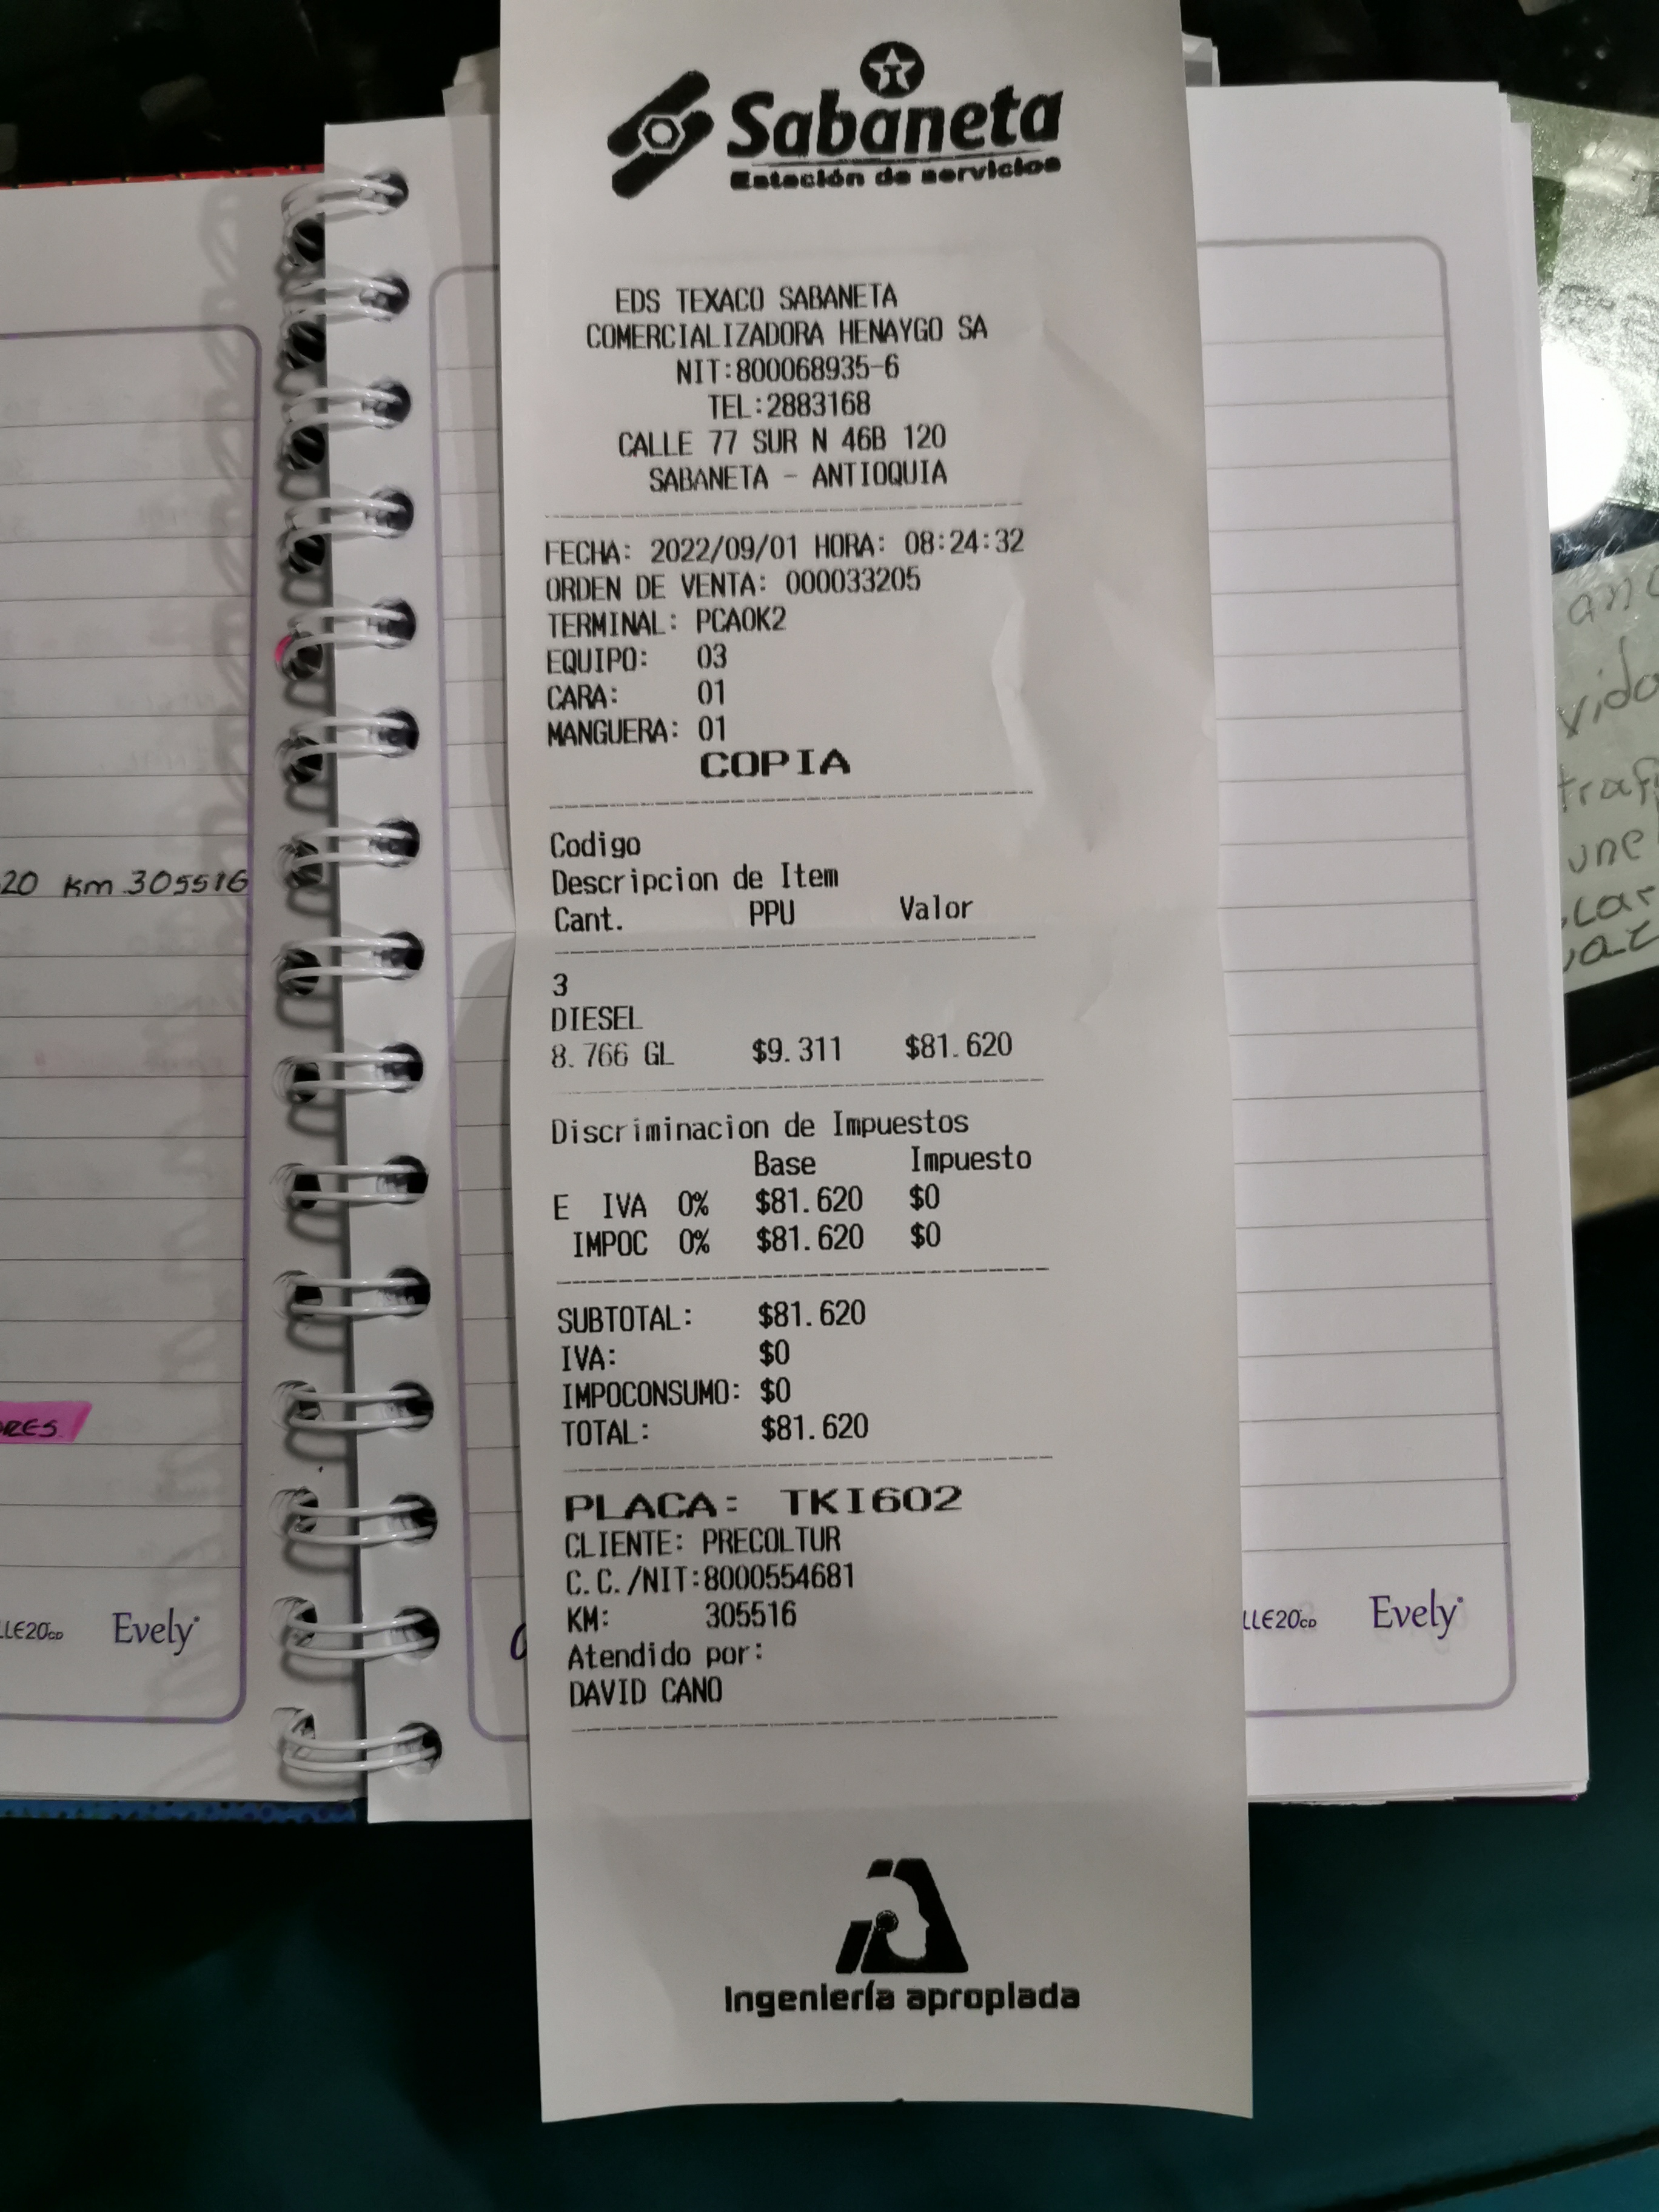 Sabaneta
Estación de servicios
EDS TEXACO SABANETA
COMERCIALIZADORA HENAYGO SA
NIT:800068935-6
TEL:2883168
CALLE 77 SUR N 46B 120
SABANETA - ANTIOQUIA
FECHA: 2022/09/01 HORA: 08:24:32
ORDEN DE VENTA: 000033205
TERMINAL: PCAOK2
EQUIPO: 03
CARA: 01
MANGUERA: 01
COPIA
Codigo
Descripcion de Item
Cant. PPU Valor
3
DIESEL
8.766 GL $9.311 $81.620
Discriminacion de Impuestos
Base Impuesto
E IVA 0% $81.620 $0
IMPOC 0% $81.620 $0
SUBTOTAL: $81.620
IVA: $0
IMPOCONSUMO: $0
TOTAL: $81.620
PLACA: TKI602
CLIENTE: PRECOLTUR
C.C./NIT:8000554681
KM: 305516
Atendido por:
DAVID CANO
Ingeniería apropiada
20 km 305516
ORES
LLE20CD Evely
LLE20CD Evely